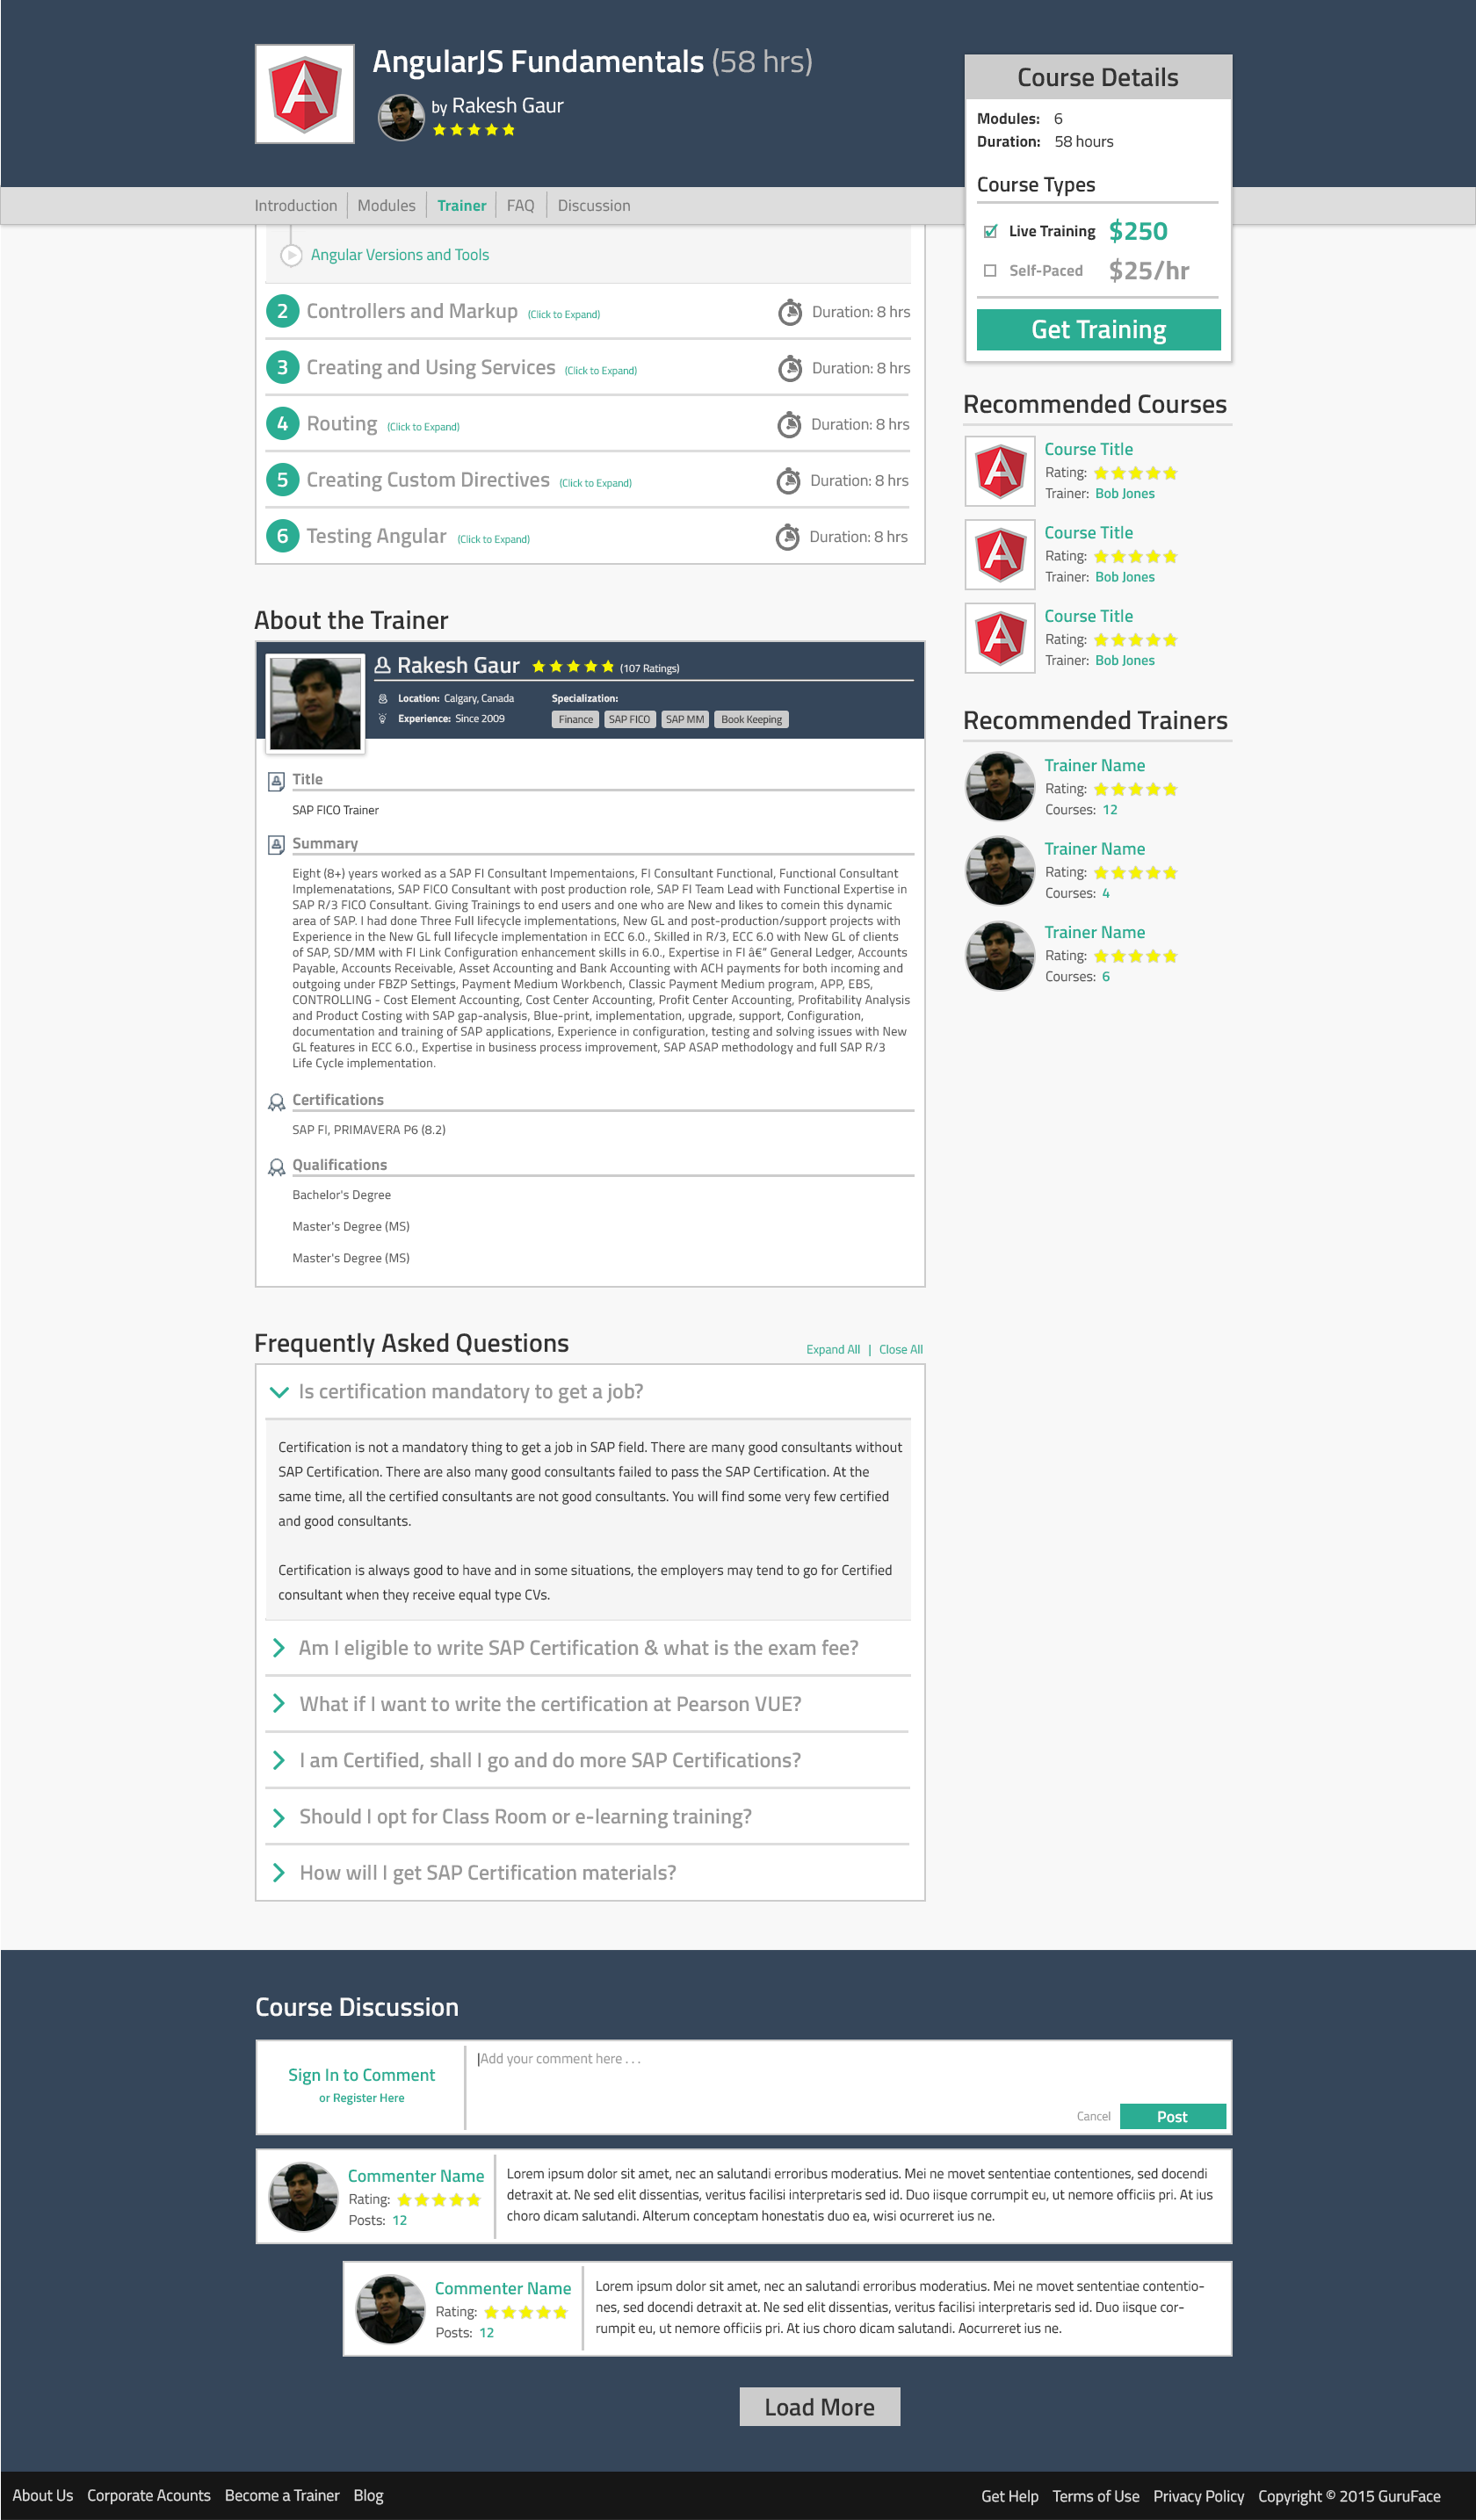 AngularJS Fundamentals (58 hrs)
by Rakesh Gaur
Introduction
Modules
Trainer
FAQ
Discussion
Course Details
Modules: 6
Duration: 58 hours
Course Types
Live Training $250
Self-Paced $25/hr
Get Training
Angular Versions and Tools
2 Controllers and Markup (Click to Expand) Duration: 8 hrs
3 Creating and Using Services (Click to Expand) Duration: 8 hrs
4 Routing (Click to Expand) Duration: 8 hrs
5 Creating Custom Directives (Click to Expand) Duration: 8 hrs
6 Testing Angular (Click to Expand) Duration: 8 hrs
Recommended Courses
Course Title
Rating:
Trainer: Bob Jones
Course Title
Rating:
Trainer: Bob Jones
Course Title
Rating:
Trainer: Bob Jones
Recommended Trainers
Trainer Name
Rating:
Courses: 12
Trainer Name
Rating:
Courses: 4
Trainer Name
Rating:
Courses: 6
About the Trainer
Rakesh Gaur (107 Ratings)
Location: Calgary, Canada
Experience: Since 2009
Specialization:
Finance SAP FICO SAP MM Book Keeping
Title
SAP FICO Trainer
Summary
Eight (8+) years worked as a SAP FI Consultant Impementaions, FI Consultant Functional, Functional Consultant
Implemenatations, SAP FICO Consultant with post production role, SAP FI Team Lead with Functional Expertise in
SAP R/3 FICO Consultant. Giving Trainings to end users and one who are New and likes to comein this dynamic
area of SAP. I had done Three Full lifecycle implementations, New GL and post-production/support projects with
Experience in the New GL full lifecycle implementation in ECC 6.0., Skilled in R/3, ECC 6.0 with New GL of clients
of SAP, SD/MM with FI Link Configuration enhancement skills in 6.0., Expertise in FI â€“ General Ledger, Accounts
Payable, Accounts Receivable, Asset Accounting and Bank Accounting with ACH payments for both incoming and
outgoing under FBZP Settings, Payment Medium Workbench, Classic Payment Medium program, APP, EBS,
CONTROLLING - Cost Element Accounting, Cost Center Accounting, Profit Center Accounting, Profitability Analysis
and Product Costing with SAP gap-analysis, Blue-print, implementation, upgrade, support, Configuration,
documentation and training of SAP applications, Experience in configuration, testing and solving issues with New
GL features in ECC 6.0., Expertise in business process improvement, SAP ASAP methodology and full SAP R/3
Life Cycle implementation.
Certifications
SAP FI, PRIMAVERA P6 (8.2)
Qualifications
Bachelor's Degree
Master's Degree (MS)
Master's Degree (MS)
Frequently Asked Questions
Expand All | Close All
Is certification mandatory to get a job?
Certification is not a mandatory thing to get a job in SAP field. There are many good consultants without
SAP Certification. There are also many good consultants failed to pass the SAP Certification. At the
same time, all the certified consultants are not good consultants. You will find some very few certified
and good consultants.
Certification is always good to have and in some situations, the employers may tend to go for Certified
consultant when they receive equal type CVs.
Am I eligible to write SAP Certification & what is the exam fee?
What if I want to write the certification at Pearson VUE?
I am Certified, shall I go and do more SAP Certifications?
Should I opt for Class Room or e-learning training?
How will I get SAP Certification materials?
Course Discussion
Sign In to Comment
or Register Here
Add your comment here . . .
Cancel
Post
Commenter Name
Rating:
Posts: 12
Lorem ipsum dolor sit amet, nec an salutandi erroribus moderatius. Mei ne movet sententiae contentiones, sed docendi
detraxit at. Ne sed elit dissentias, veritus facilisi interpretaris sed id. Duo iisque corrumpit eu, ut nemore officiis pri. At ius
choro dicam salutandi. Alterum conceptam honestatis duo ea, wisi ocurreret ius ne.
Commenter Name
Rating:
Posts: 12
Lorem ipsum dolor sit amet, nec an salutandi erroribus moderatius. Mei ne movet sententiae contentio-
nes, sed docendi detraxit at. Ne sed elit dissentias, veritus facilisi interpretaris sed id. Duo iisque cor-
rumpit eu, ut nemore officiis pri. At ius choro dicam salutandi. Aocurreret ius ne.
Load More
About Us
Corporate Acounts
Become a Trainer
Blog
Get Help
Terms of Use
Privacy Policy
Copyright © 2015 GuruFace